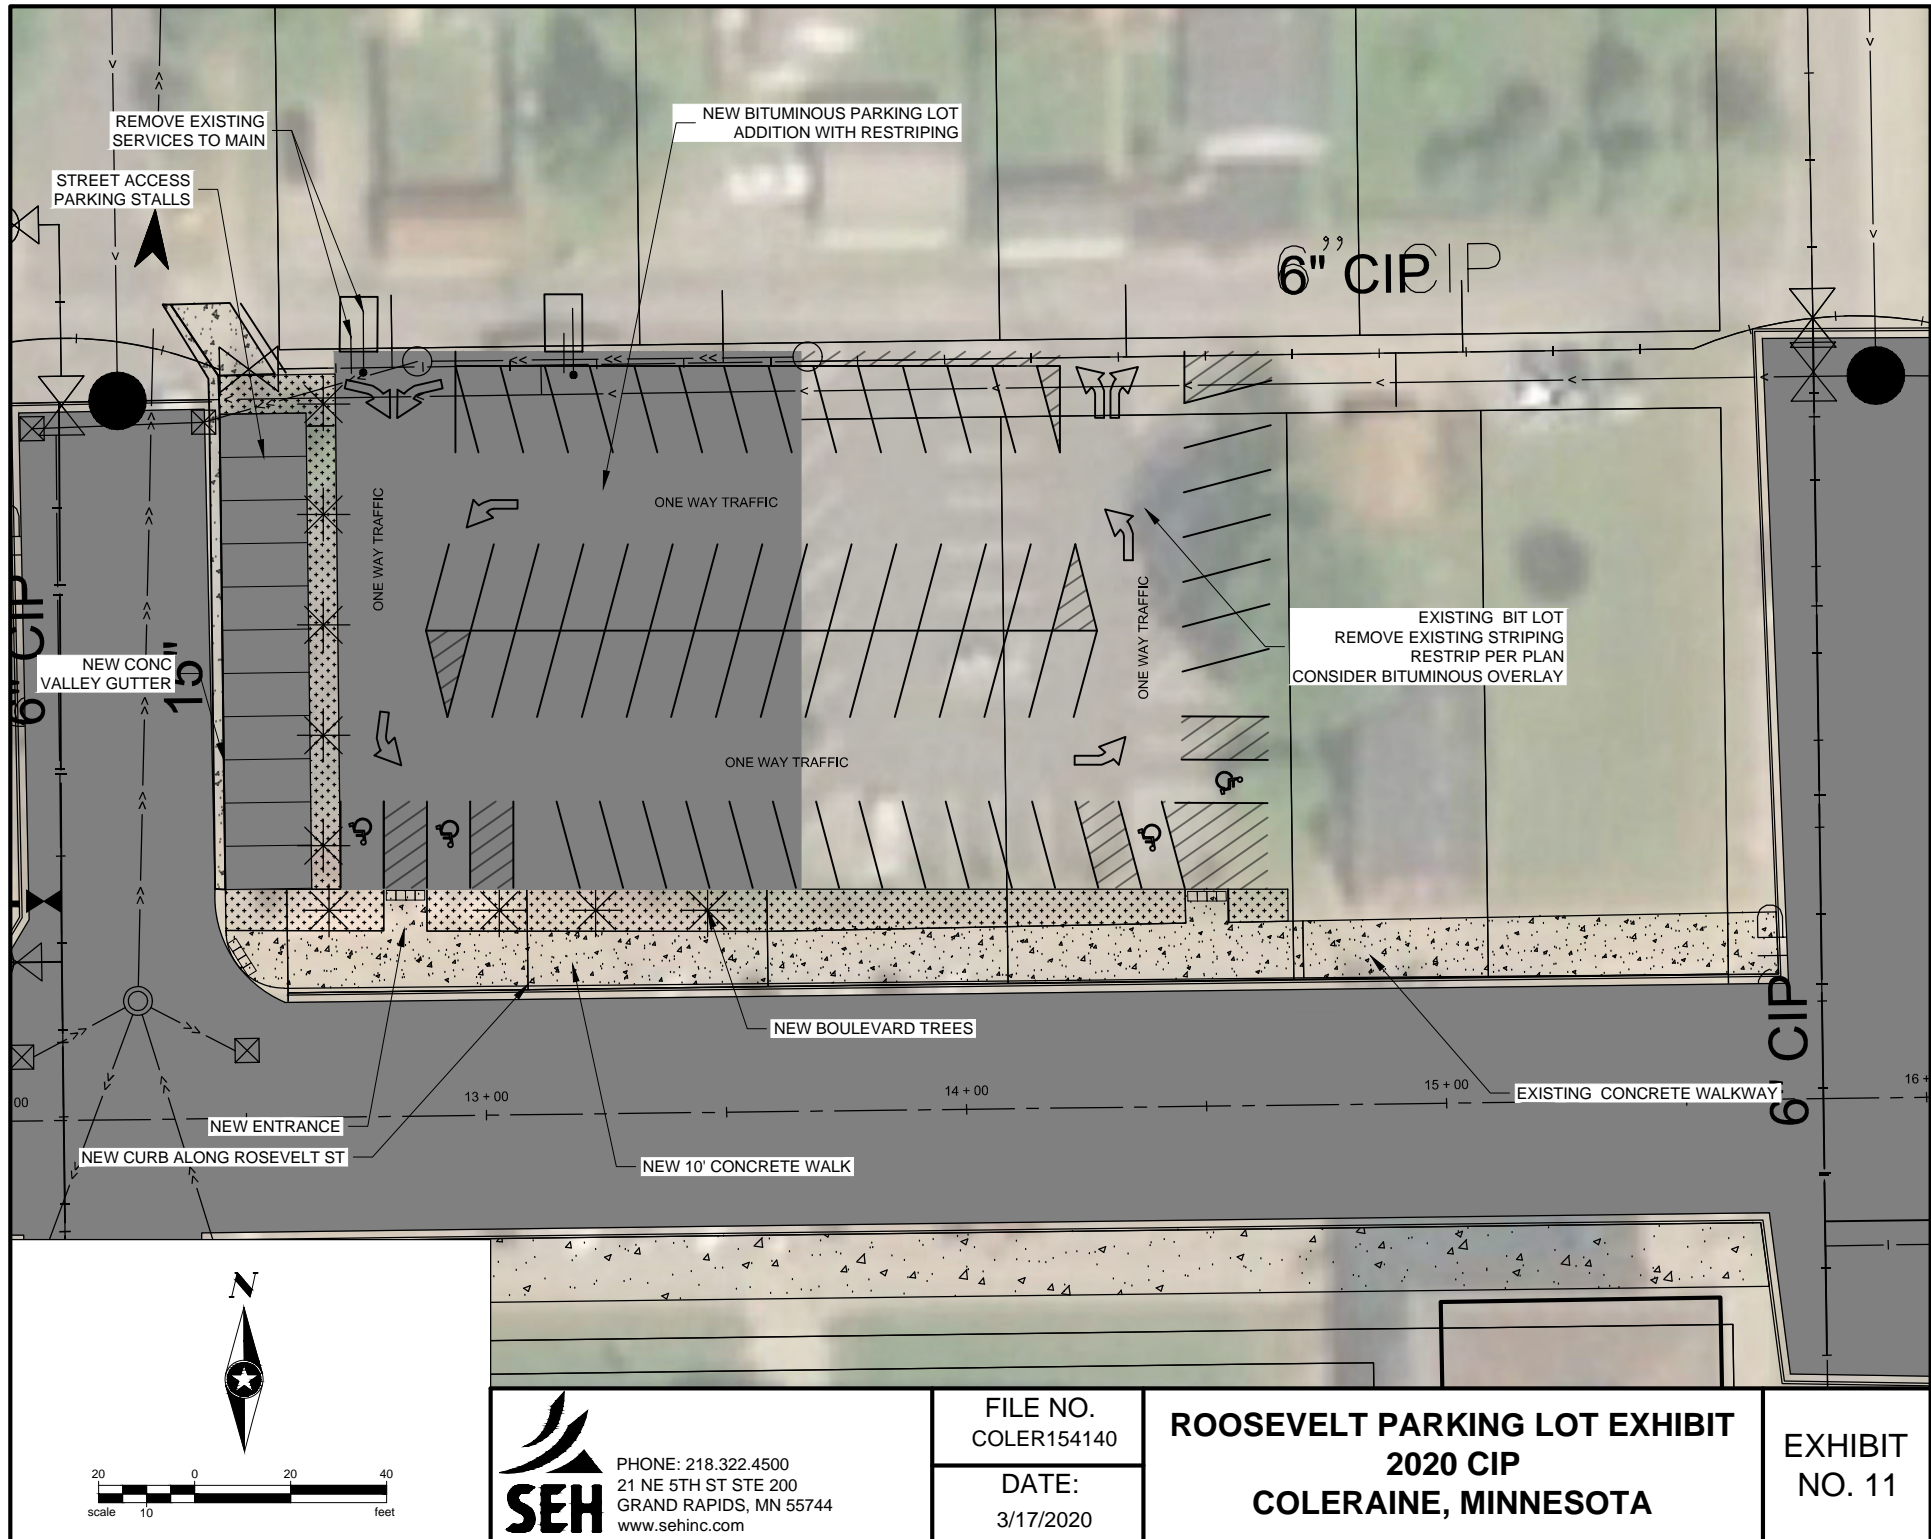 REMOVE EXISTING
SERVICES TO MAIN
NEW BITUMINOUS PARKING LOT
ADDITION WITH RESTRIPING
STREET ACCESS
PARKING STALLS
6" CIP
6" CIP
ONE WAY TRAFFIC
ONE WAY TRAFFIC
ONE WAY TRAFFIC
ONE WAY TRAFFIC
6" CIP
15"
NEW CONC
VALLEY GUTTER
EXISTING BIT LOT
REMOVE EXISTING STRIPING
RESTRIP PER PLAN
CONSIDER BITUMINOUS OVERLAY
NEW BOULEVARD TREES
6" CIP
00
13 + 00
14 + 00
15 + 00
16 +
EXISTING CONCRETE WALKWAY
NEW ENTRANCE
NEW CURB ALONG ROSEVELT ST
NEW 10' CONCRETE WALK
N
20 0 20 40
scale 10 feet
SEH
PHONE: 218.322.4500
21 NE 5TH ST STE 200
GRAND RAPIDS, MN 55744
www.sehinc.com
FILE NO.
COLER154140
DATE:
3/17/2020
ROOSEVELT PARKING LOT EXHIBIT
2020 CIP
COLERAINE, MINNESOTA
EXHIBIT
NO. 11